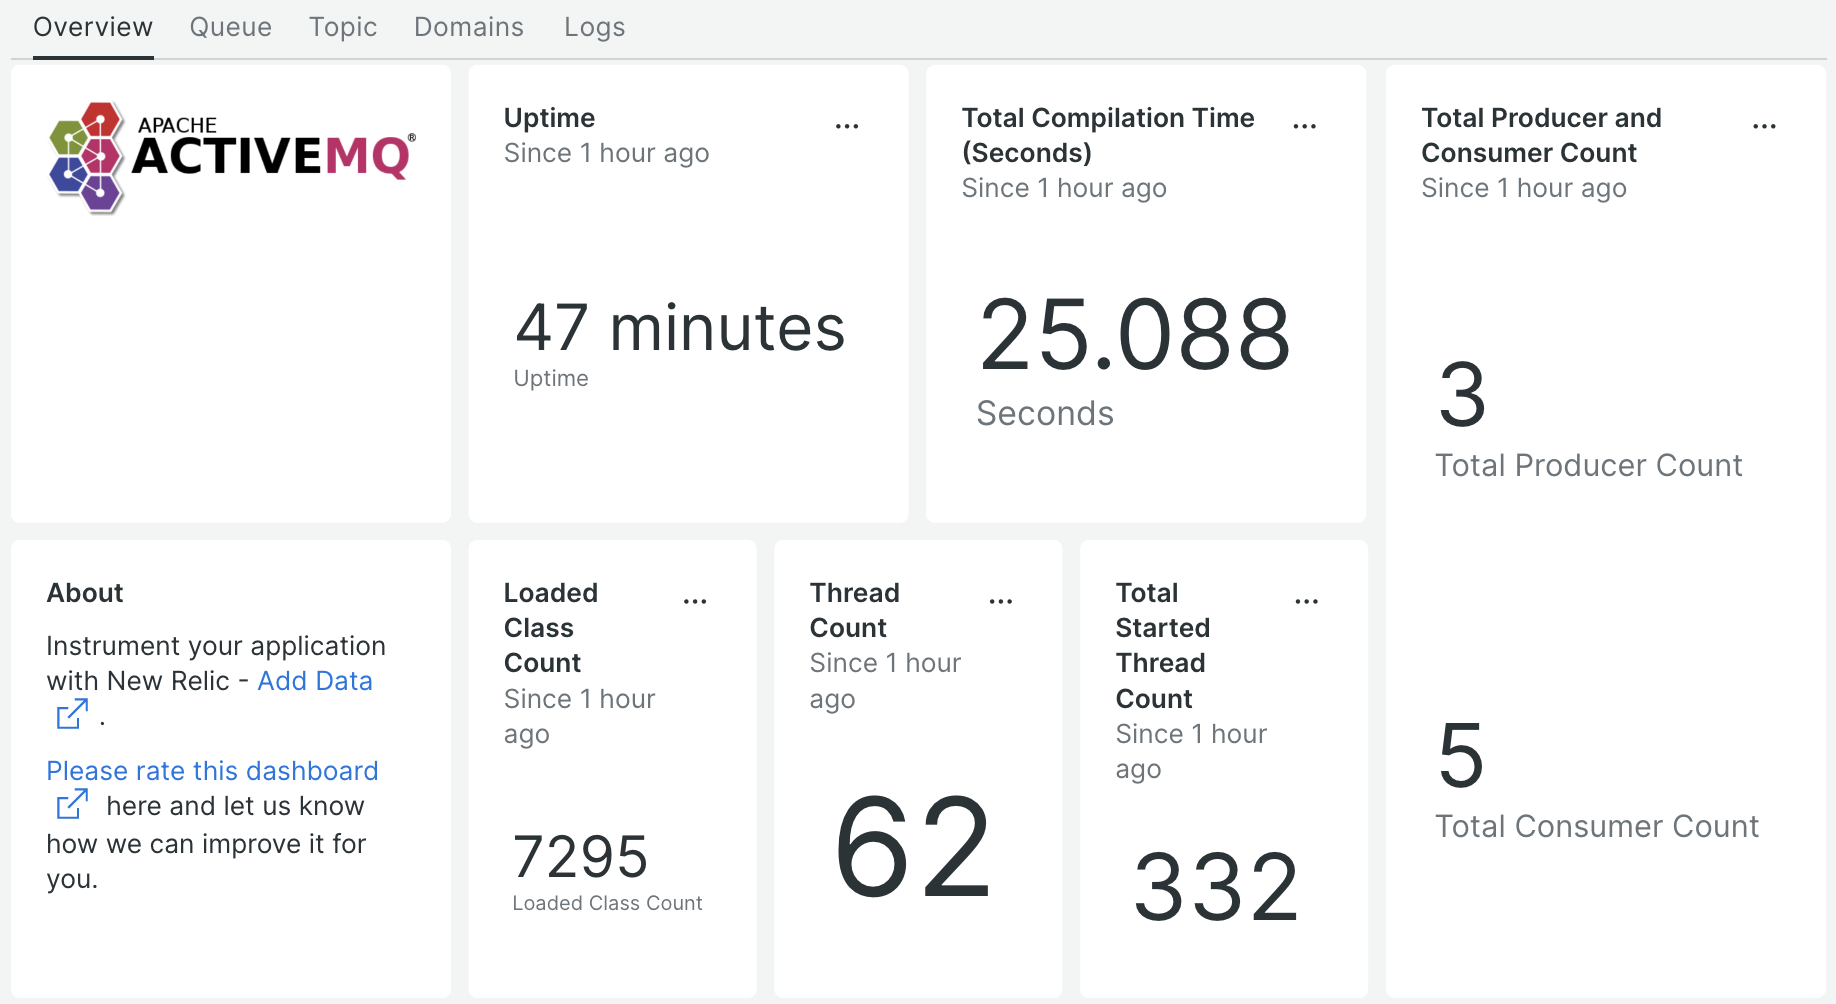 Overview Queue Topic Domains Logs
APACHE
ACTIVEMQ®
Uptime
Since 1 hour ago
47 minutes
Uptime
Total Compilation Time
(Seconds)
Since 1 hour ago
25.088
Seconds
Total Producer and
Consumer Count
Since 1 hour ago
3
Total Producer Count
5
Total Consumer Count
About
Instrument your application
with New Relic - Add Data
.
Please rate this dashboard
here and let us know
how we can improve it for
you.
Loaded
Class
Count
Since 1 hour
ago
7295
Loaded Class Count
Thread
Count
Since 1 hour
ago
62
Total
Started
Thread
Count
Since 1 hour
ago
332